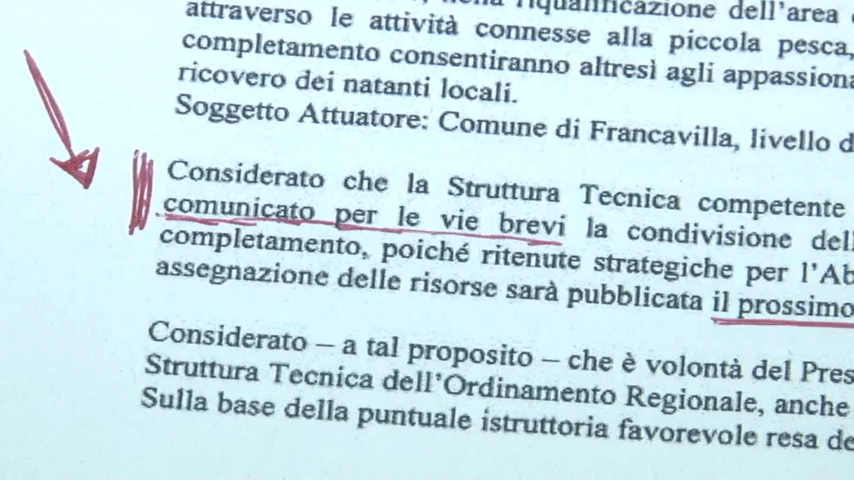 riqualificazione dell'area
attraverso le attività connesse alla piccola pesca,
completamento consentiranno altresì agli
ricovero dei natanti locali.
Soggetto Attuatore: Comune di Francavilla, livello d
Considerato che la Struttura Tecnica competente
comunicato per le vie brevi la condivisione dell
completamento, poiché ritenute strategiche per l'Ab
assegnazione delle risorse sarà pubblicata il prossimo
Considerato – a tal proposito – che è volontà del Pres
Struttura Tecnica dell'Ordinamento Regionale, anche
Sulla base della puntuale istruttoria favorevole resa de